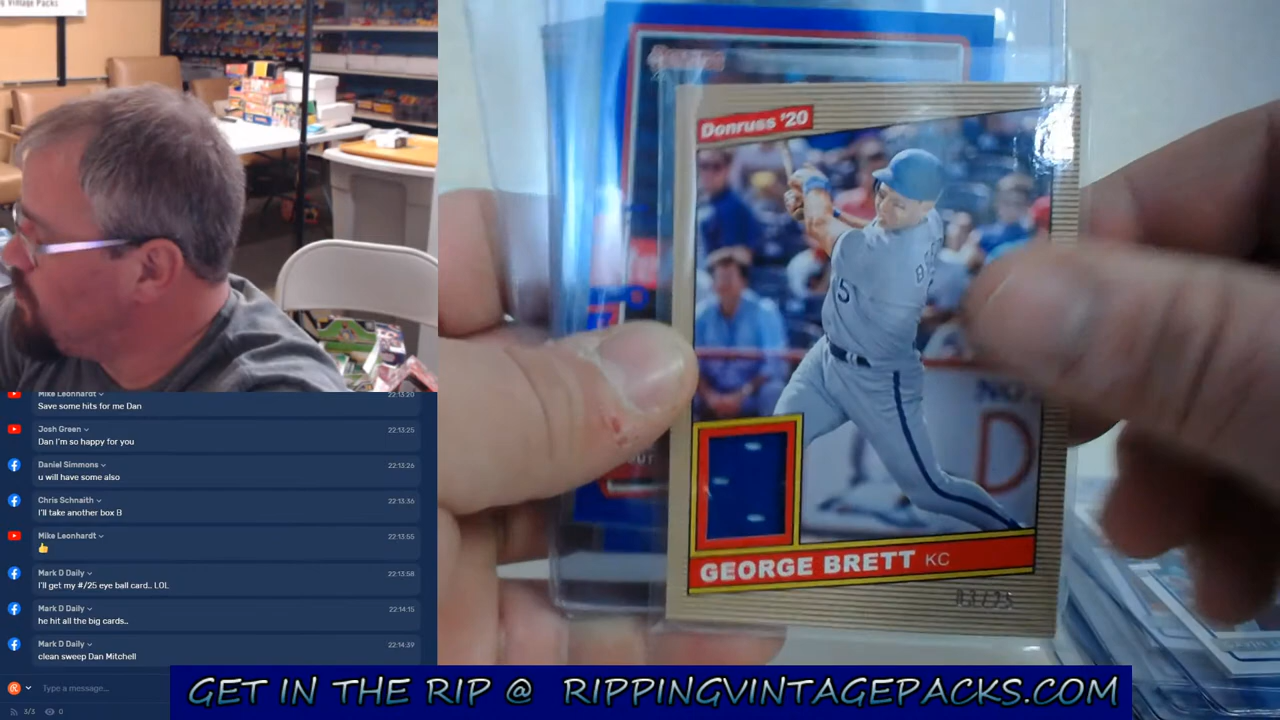 g Vintage Packs
Mike Leonhardt 22:13:20
Save some hits for me Dan
Josh Green 22:13:25
Dan I'm so happy for you
Daniel Simmons 22:13:26
u will have some also
Chris Schnaith 22:13:36
I'll take another box B
Mike Leonhardt 22:13:55
👍
Mark D Daily 22:13:58
I'll get my #/25 eye ball card.. LOL
Mark D Daily 22:14:15
he hit all the big cards..
Mark D Daily 22:14:39
clean sweep Dan Mitchell
Type a message...
3/3 0
Donruss '20
5
D
GEORGE BRETT KC
GET IN THE RIP @ RIPPINGVINTAGEPACKS.COM